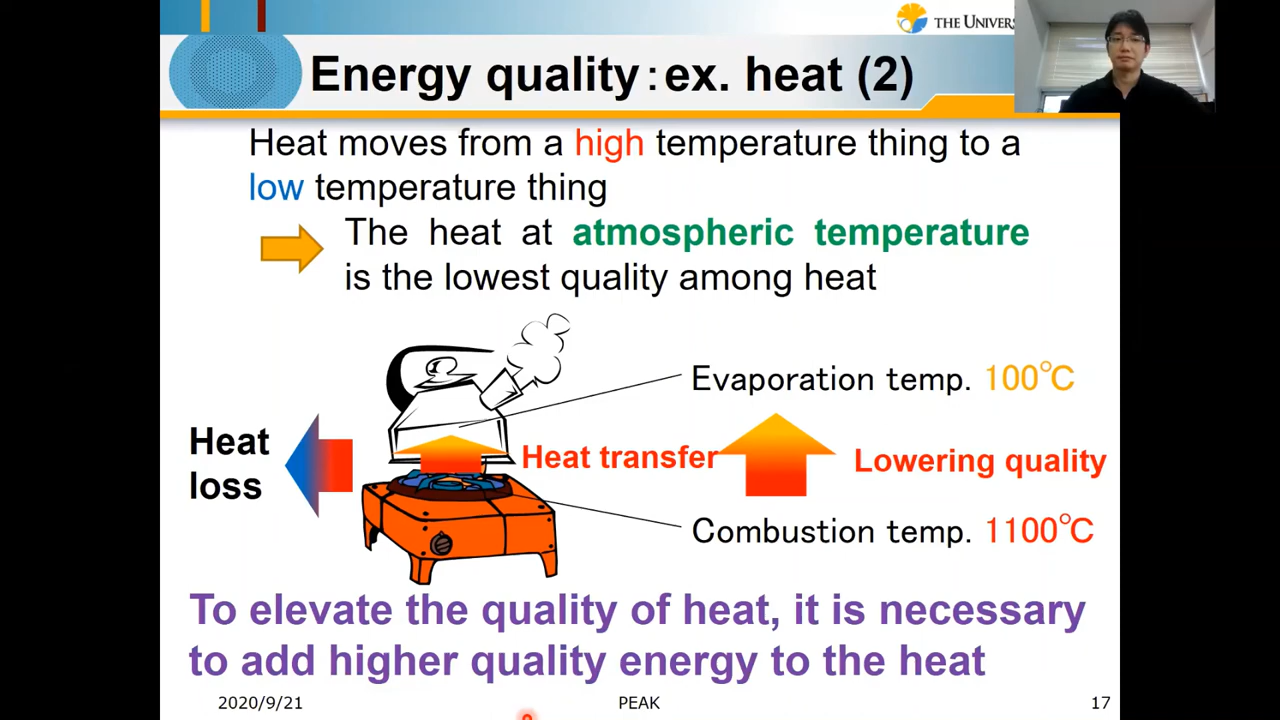 THE UNIVERS
Energy quality：ex. heat (2)
Heat moves from a high temperature thing to a
low temperature thing
The heat at atmospheric temperature
is the lowest quality among heat
Evaporation temp. 100℃
Heat
loss
Heat transfer
Lowering quality
Combustion temp. 1100℃
To elevate the quality of heat, it is necessary
to add higher quality energy to the heat
2020/9/21
PEAK
17